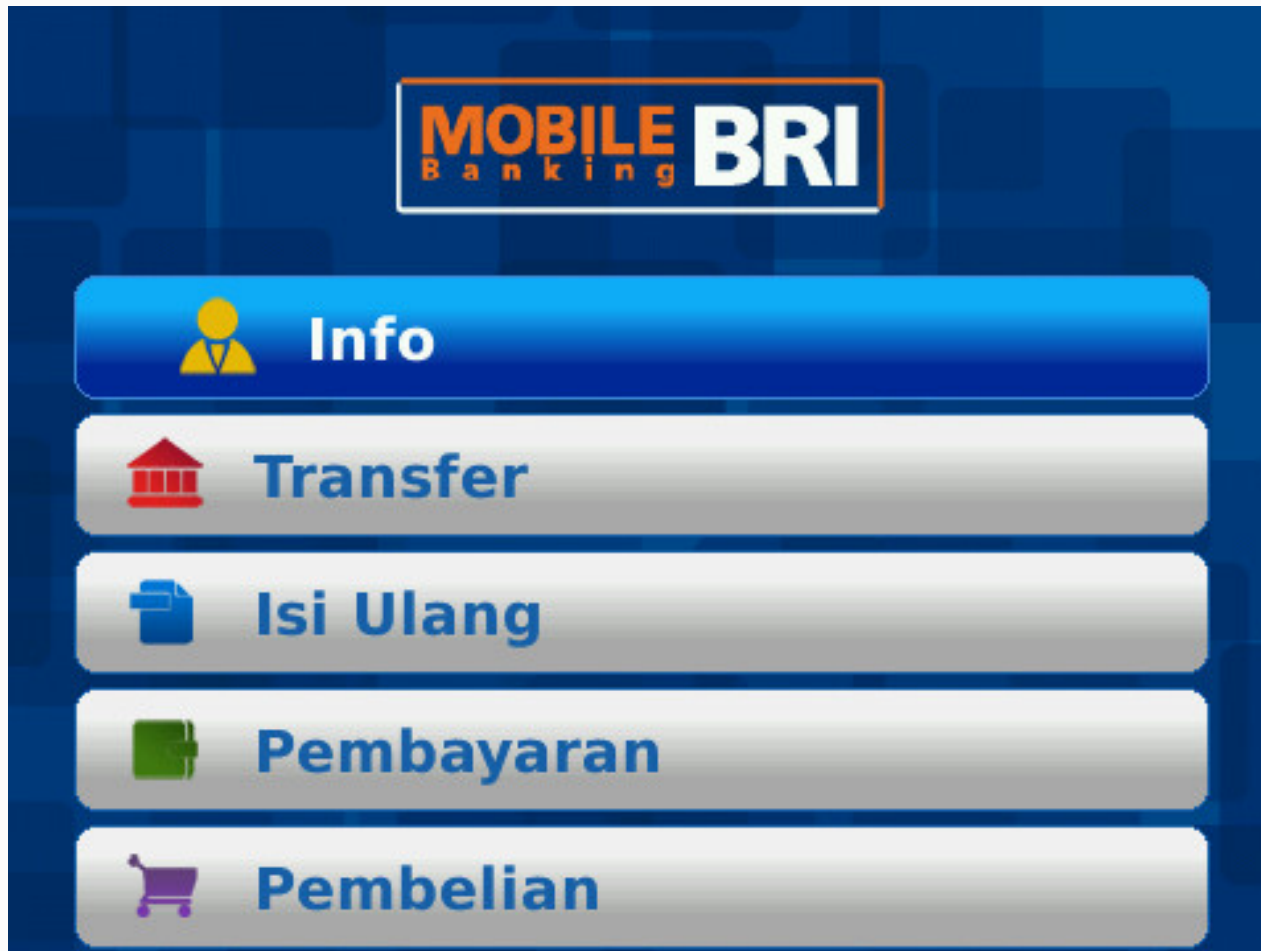 MOBILE BRI
Banking
Info
Transfer
Isi Ulang
Pembayaran
Pembelian